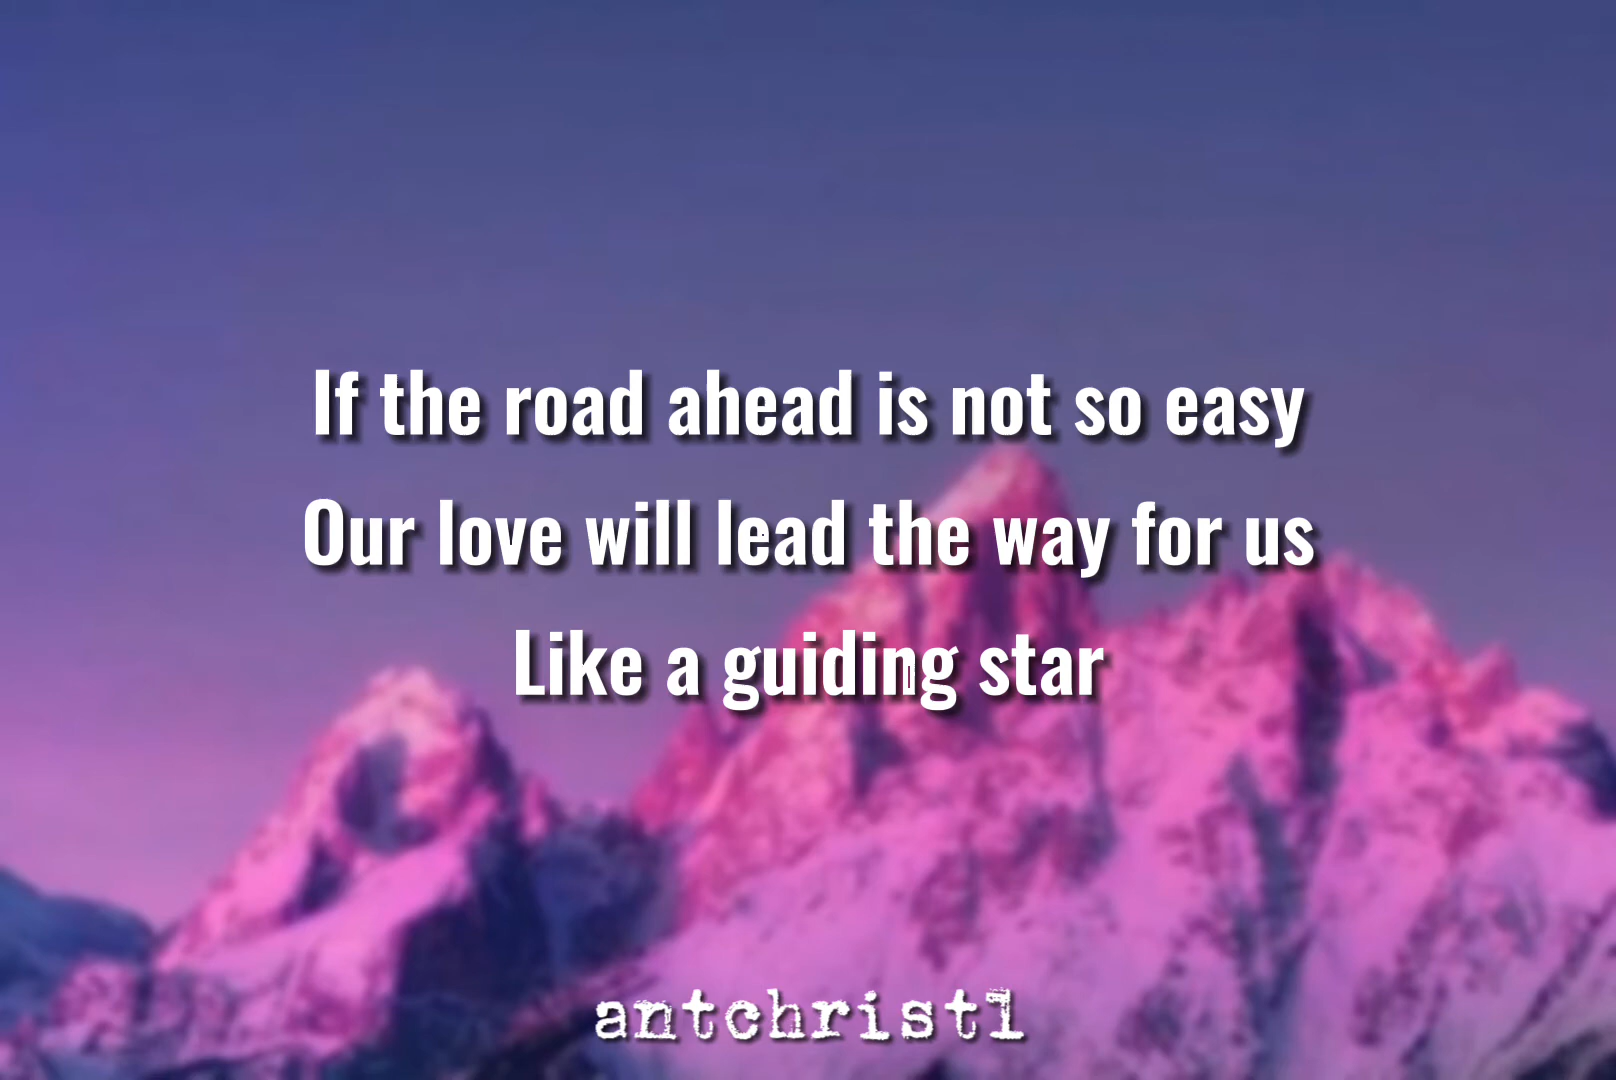 If the road ahead is not so easy
Our love will lead the way for us
Like a guiding star
antchrist1